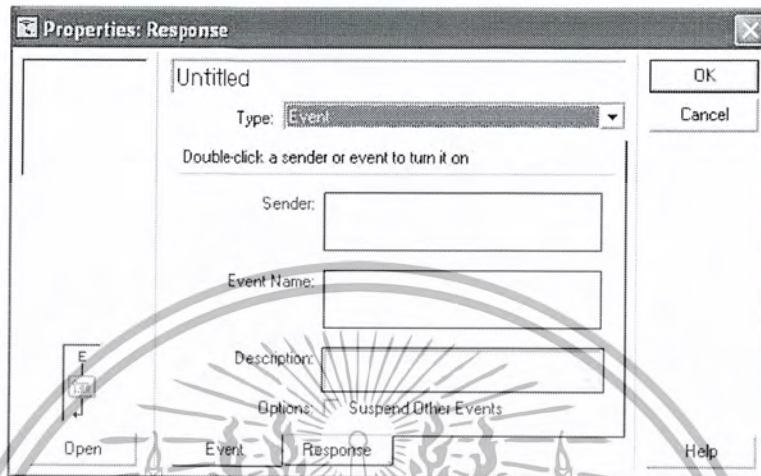 Properties: Response
Untitled
OK
Type: Event
Cancel
Double-click a sender or event to turn it on
Sender:
Event Name:
E
Description:
Options: Suspend Other Events
Open
Event
Response
Help